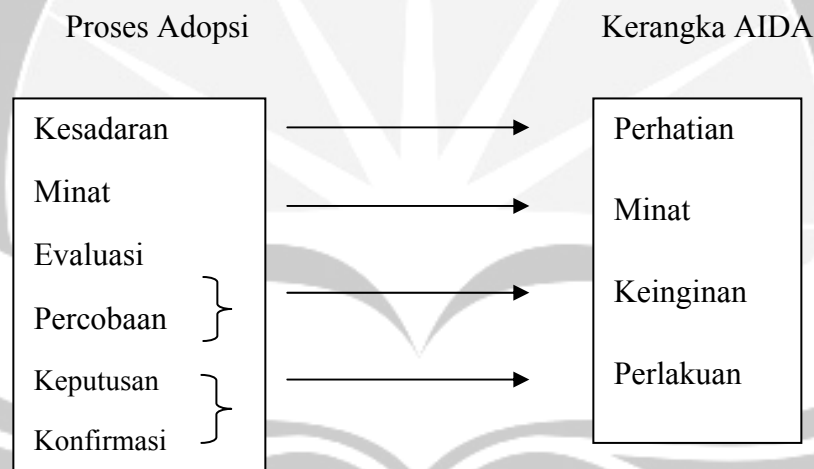 Proses Adopsi
Kerangka AIDA
Kesadaran
Minat
Evaluasi
Percobaan
Keputusan
Konfirmasi
Perhatian
Minat
Keinginan
Perlakuan